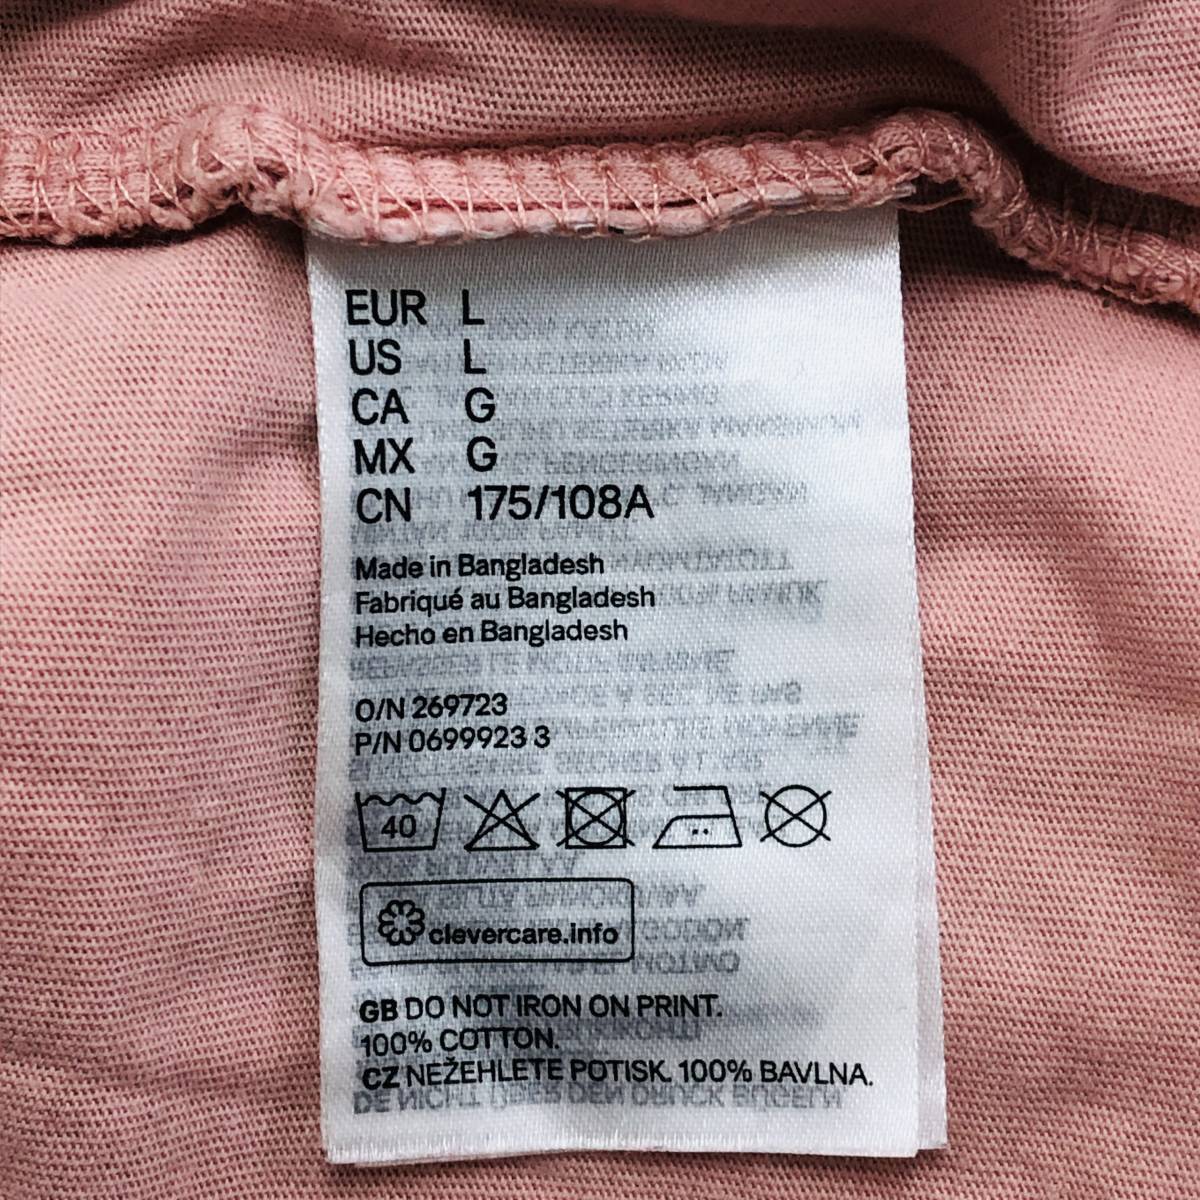 EUR L
US L
CA G
MX G
CN 175/108A
Made in Bangladesh
Fabriqué au Bangladesh
Hecho en Bangladesh
O/N 269723
P/N 0699923 3
40
clevercare.info
GB DO NOT IRON ON PRINT.
100% COTTON.
CZ NEŽEHLETE POTISK. 100% BAVLNA.